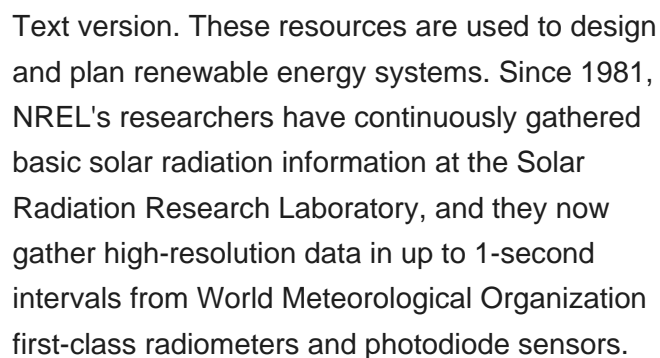 Text version. These resources are used to design
and plan renewable energy systems. Since 1981,
NREL's researchers have continuously gathered
basic solar radiation information at the Solar
Radiation Research Laboratory, and they now
gather high-resolution data in up to 1-second
intervals from World Meteorological Organization
first-class radiometers and photodiode sensors.